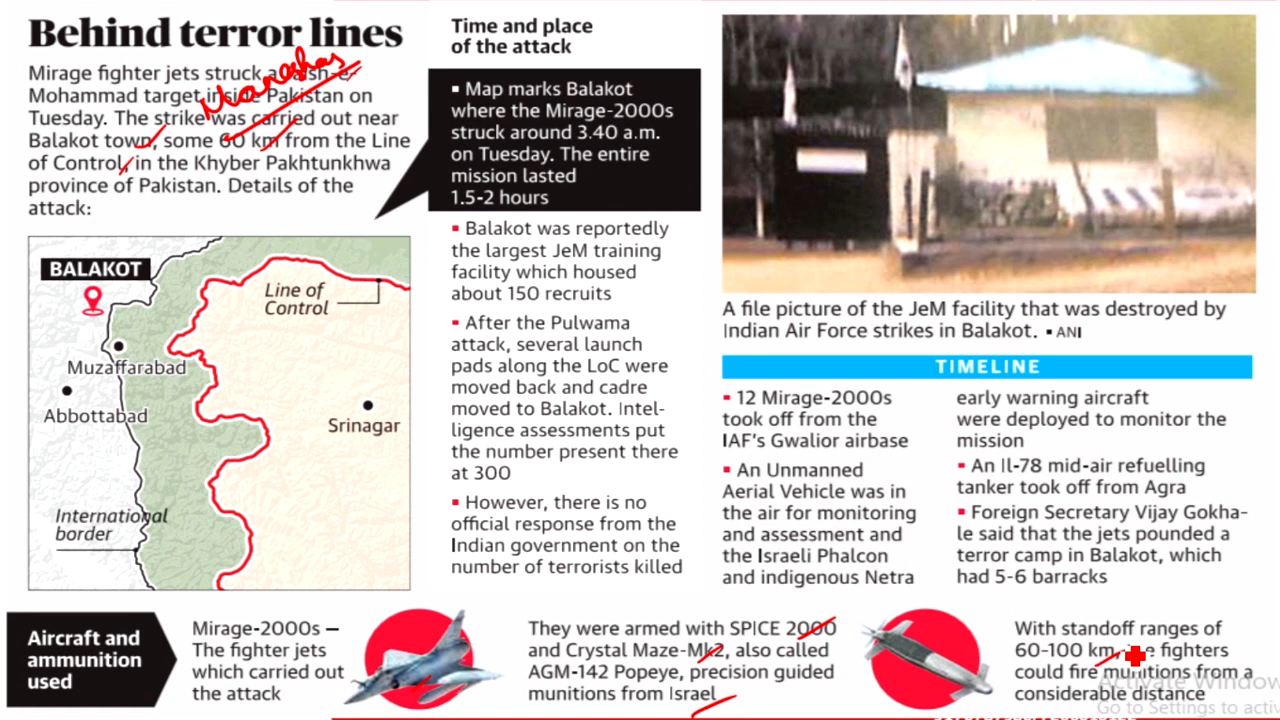 Behind terror lines
Mirage fighter jets struck a Jaish-e-
Mohammad target inside Pakistan on
Tuesday. The strike was carried out near
Balakot town, some 60 km from the Line
of Control, in the Khyber Pakhtunkhwa
province of Pakistan. Details of the
attack:
BALAKOT
Line of
Control
Muzaffarabad
Abbottabad
Srinagar
International
border
Time and place
of the attack
▪ Map marks Balakot
where the Mirage-2000s
struck around 3.40 a.m.
on Tuesday. The entire
mission lasted
1.5-2 hours
▪ Balakot was reportedly
the largest JeM training
facility which housed
about 150 recruits
▪ After the Pulwama
attack, several launch
pads along the LoC were
moved back and cadre
moved to Balakot. Intel-
ligence assessments put
the number present there
at 300
▪ However, there is no
official response from the
Indian government on the
number of terrorists killed
A file picture of the JeM facility that was destroyed by
Indian Air Force strikes in Balakot. ▪ ANI
TIMELINE
▪ 12 Mirage-2000s
took off from the
IAF's Gwalior airbase
▪ An Unmanned
Aerial Vehicle was in
the air for monitoring
and assessment and
the Israeli Phalcon
and indigenous Netra
early warning aircraft
were deployed to monitor the
mission
▪ An Il-78 mid-air refuelling
tanker took off from Agra
▪ Foreign Secretary Vijay Gokha-
le said that the jets pounded a
terror camp in Balakot, which
had 5-6 barracks
Aircraft and
ammunition
used
Mirage-2000s —
The fighter jets
which carried out
the attack
They were armed with SPICE 2000
and Crystal Maze-Mk2, also called
AGM-142 Popeye, precision guided
munitions from Israel
With standoff ranges of
60-100 km, fighters
could fire munitions from a
considerable distance
Activate Window
Go to Settings to activ